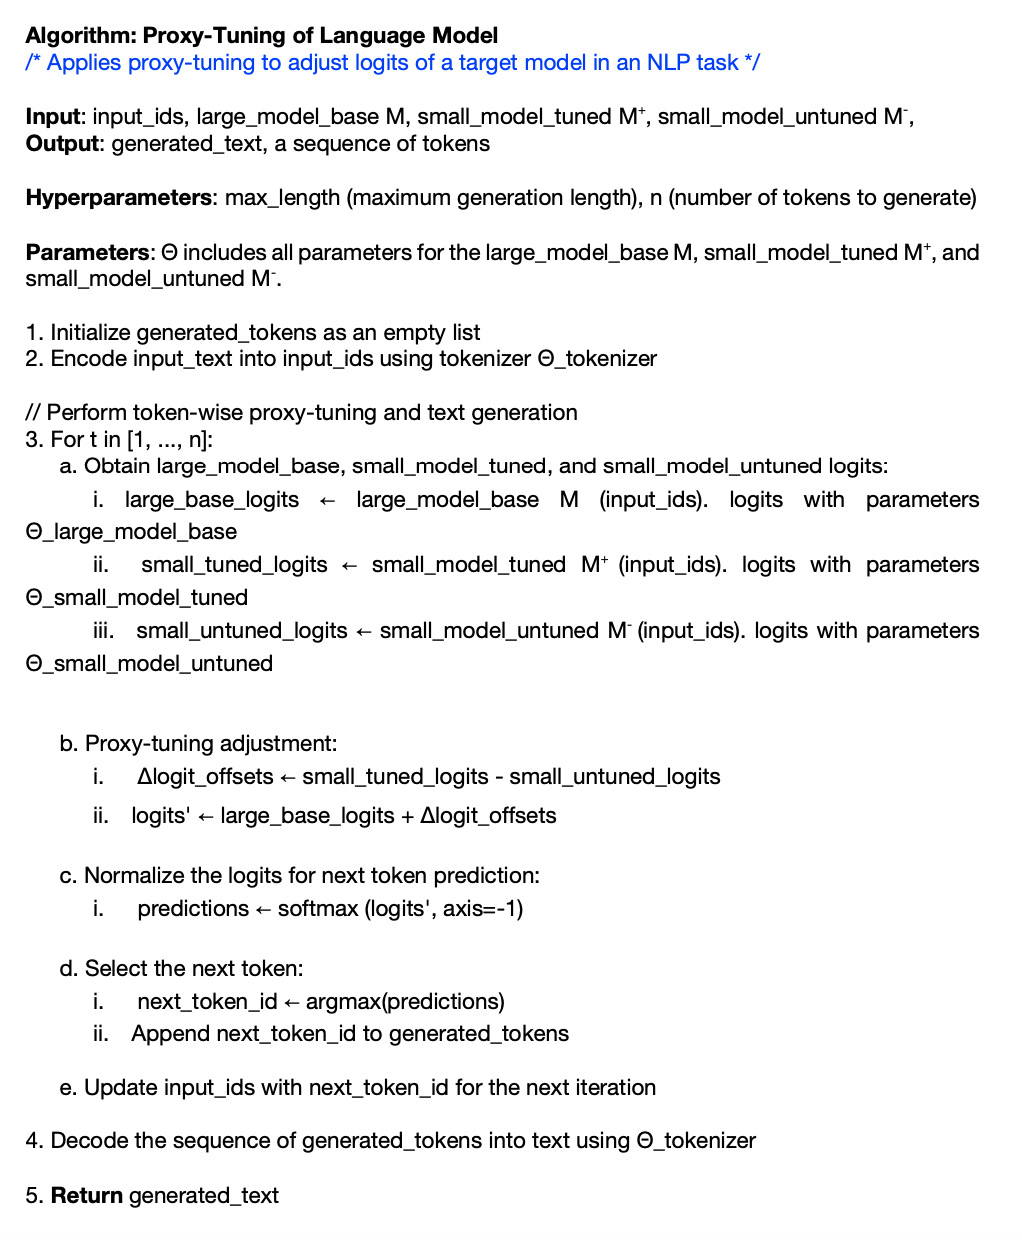 Algorithm: Proxy-Tuning of Language Model
/* Applies proxy-tuning to adjust logits of a target model in an NLP task */
Input: input_ids, large_model_base M, small_model_tuned M⁺, small_model_untuned M⁻,
Output: generated_text, a sequence of tokens
Hyperparameters: max_length (maximum generation length), n (number of tokens to generate)
Parameters: Θ includes all parameters for the large_model_base M, small_model_tuned M⁺, and
small_model_untuned M⁻.
1. Initialize generated_tokens as an empty list
2. Encode input_text into input_ids using tokenizer Θ_tokenizer
// Perform token-wise proxy-tuning and text generation
3. For t in [1, ..., n]:
a. Obtain large_model_base, small_model_tuned, and small_model_untuned logits:
i. large_base_logits ← large_model_base M (input_ids). logits with parameters
Θ_large_model_base
ii. small_tuned_logits ← small_model_tuned M⁺ (input_ids). logits with parameters
Θ_small_model_tuned
iii. small_untuned_logits ← small_model_untuned M⁻ (input_ids). logits with parameters
Θ_small_model_untuned
b. Proxy-tuning adjustment:
i. Δlogit_offsets ← small_tuned_logits - small_untuned_logits
ii. logits' ← large_base_logits + Δlogit_offsets
c. Normalize the logits for next token prediction:
i. predictions ← softmax (logits', axis=-1)
d. Select the next token:
i. next_token_id ← argmax(predictions)
ii. Append next_token_id to generated_tokens
e. Update input_ids with next_token_id for the next iteration
4. Decode the sequence of generated_tokens into text using Θ_tokenizer
5. Return generated_text